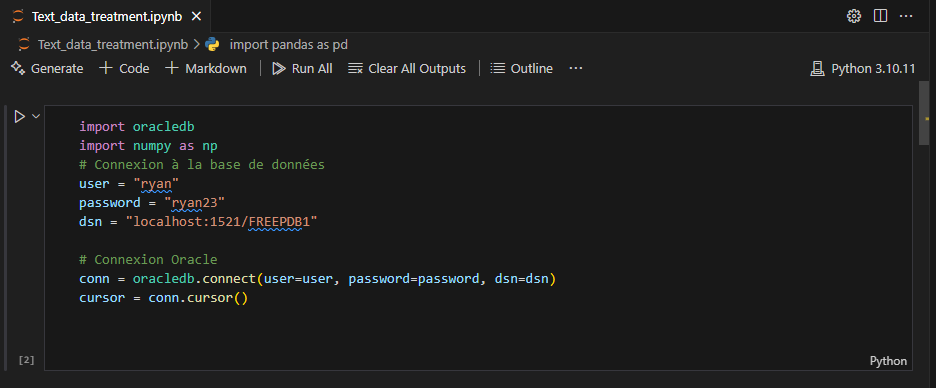 Text_data_treatment.ipynb
Text_data_treatment.ipynb > import pandas as pd
Generate + Code + Markdown | Run All Clear All Outputs | Outline ... Python 3.10.11
import oracledb
import numpy as np
# Connexion à la base de données
user = "ryan"
password = "ryan23"
dsn = "localhost:1521/FREEPDB1"
# Connexion Oracle
conn = oracledb.connect(user=user, password=password, dsn=dsn)
cursor = conn.cursor()
[2] Python